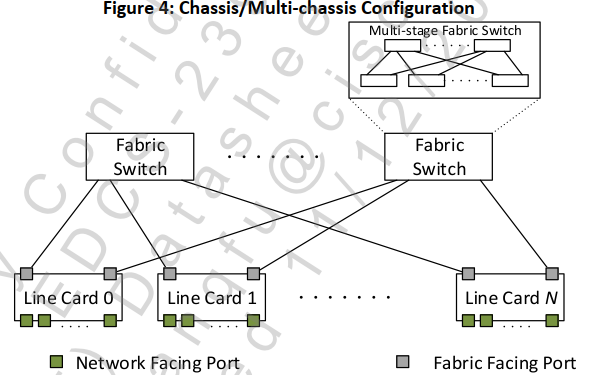 Figure 4: Chassis/Multi-chassis Configuration
Multi-stage Fabric Switch
Fabric
Switch
Fabric
Switch
Line Card 0
Line Card 1
Line Card N
Network Facing Port
Fabric Facing Port